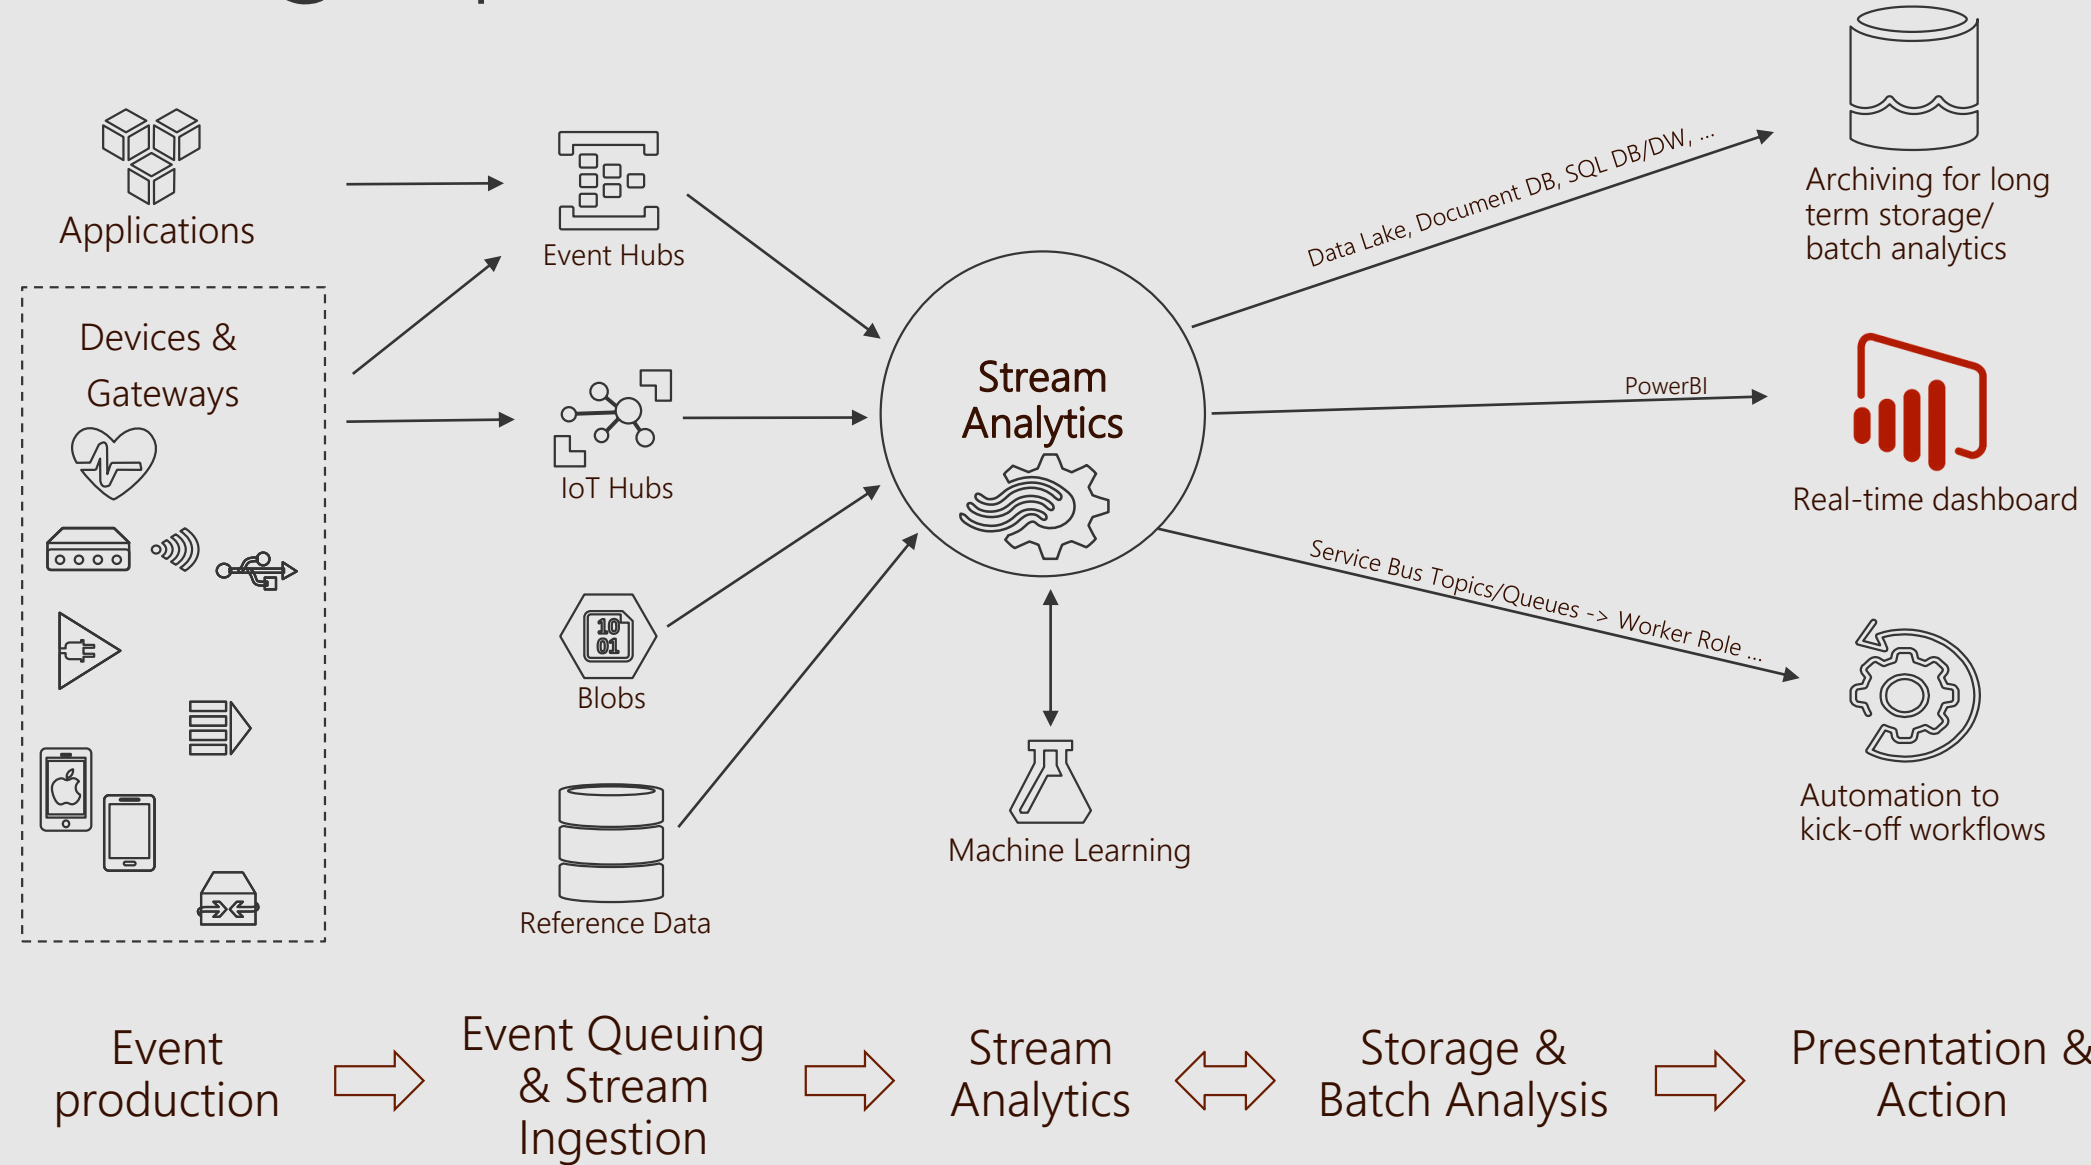 Applications
Devices &
Gateways
Event Hubs
IoT Hubs
10
01
Blobs
Reference Data
Stream
Analytics
Machine Learning
Data Lake, Document DB, SQL DB/DW, ...
PowerBI
Service Bus Topics/Queues -> Worker Role ...
Archiving for long
term storage/
batch analytics
Real-time dashboard
Automation to
kick-off workflows
Event
production
Event Queuing
& Stream
Ingestion
Stream
Analytics
Storage &
Batch Analysis
Presentation &
Action